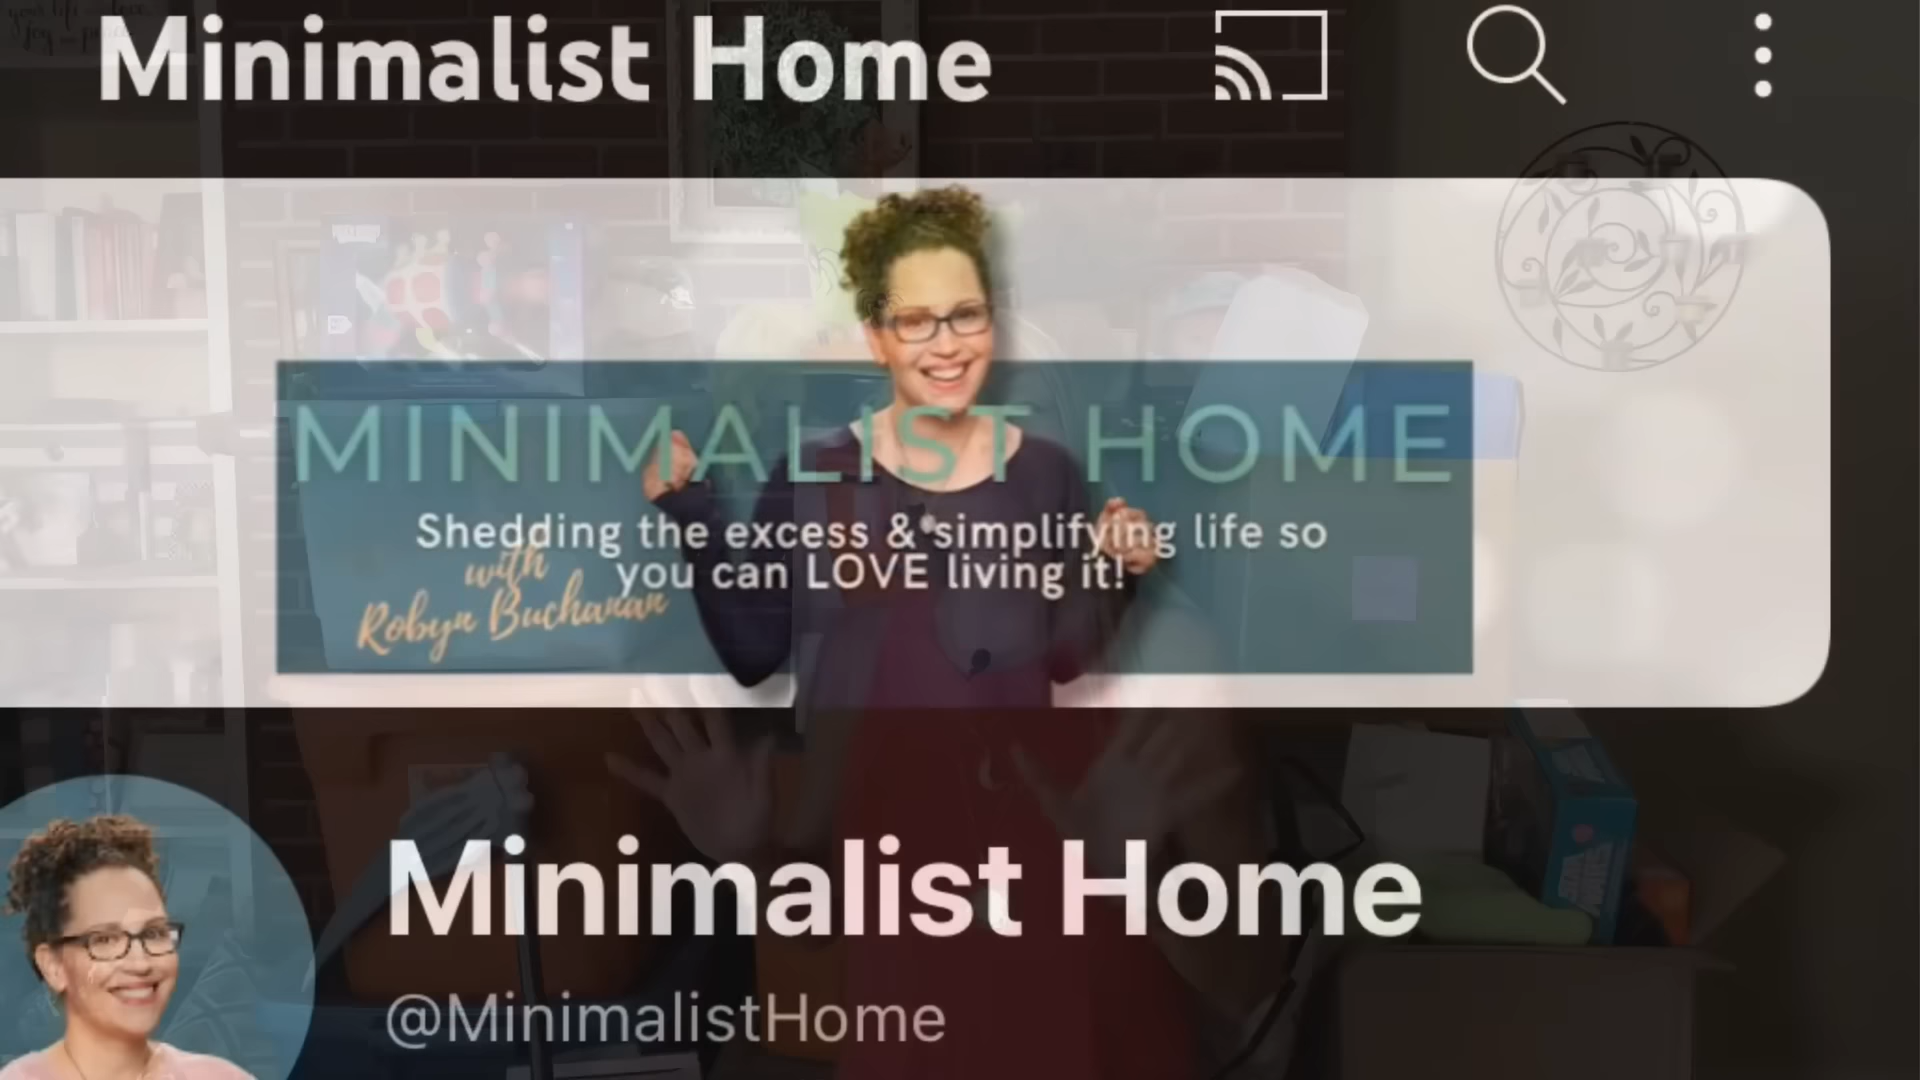 Minimalist Home
MINIMALIST HOME
Shedding the excess & simplifying life so
you can LOVE living it!
with
Robyn Buchanan
Minimalist Home
@MinimalistHome